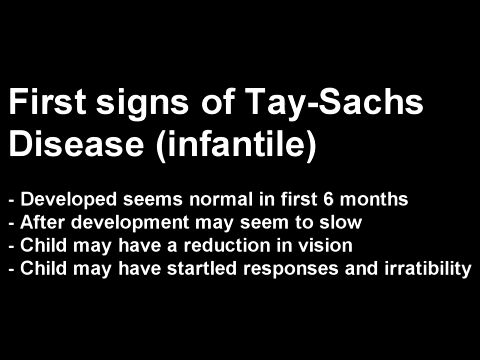 First signs of Tay-Sachs
Disease (infantile)
- Developed seems normal in first 6 months
- After development may seem to slow
- Child may have a reduction in vision
- Child may have startled responses and irratibility